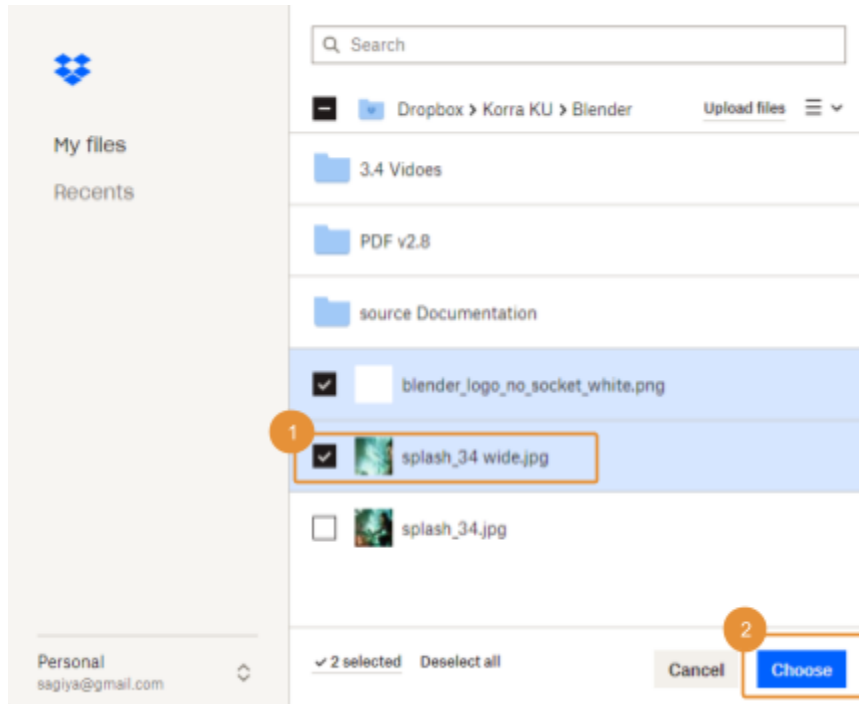 Search
Dropbox > Korra KU > Blender Upload files
My files
Recents
3.4 Vidoes
PDF v2.8
source Documentation
blender_logo_no_socket_white.png
1
splash_34 wide.jpg
splash_34.jpg
2
Personal
sagiya@gmail.com
2 selected Deselect all Cancel Choose